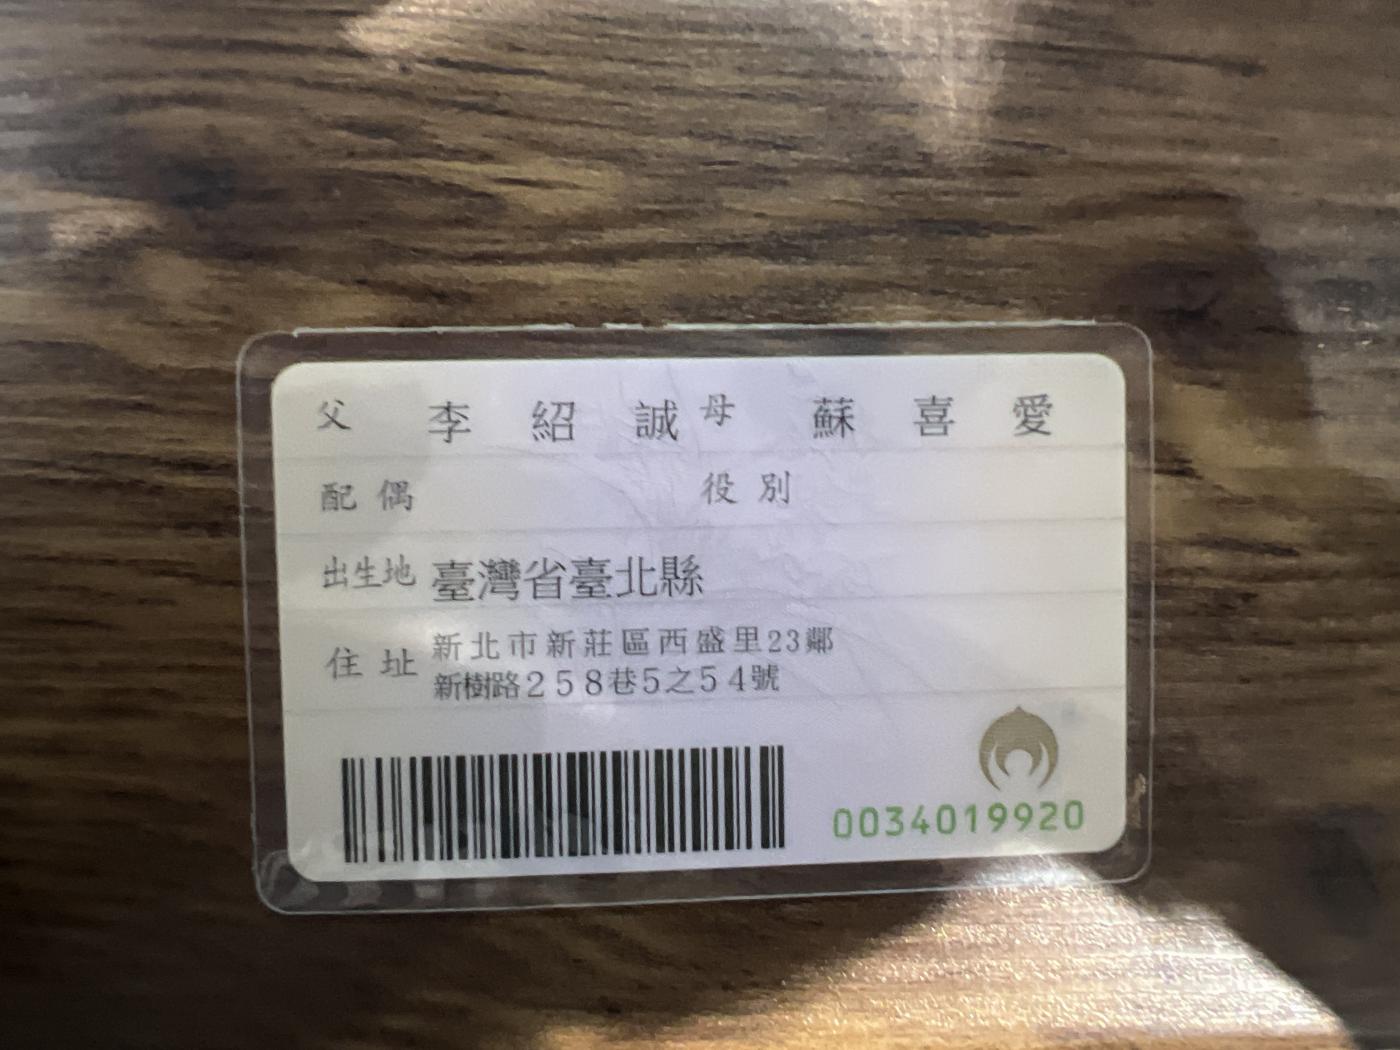 父 李紹誠 母 蘇喜愛
配偶 役別
出生地 臺灣省臺北縣
住址 新北市新莊區西盛里23鄰
新樹路258巷5之54號
0034019920